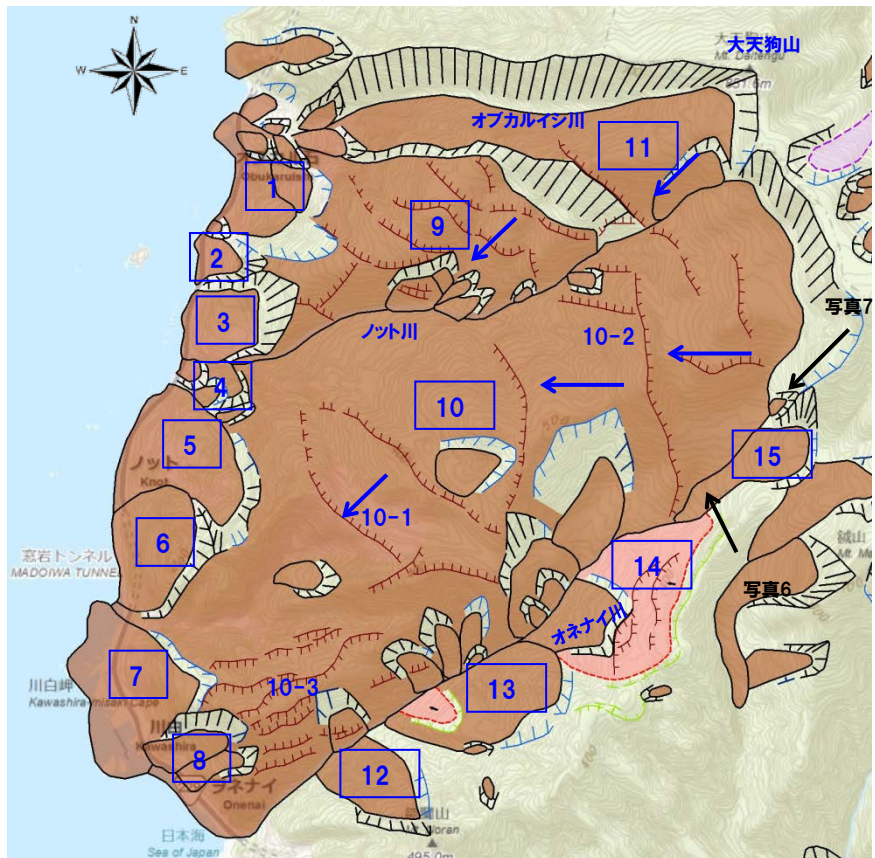 N
W
E
S
大天狗山
Mt. Daitengu
851.6m
オブカルイシ川
11
Obukaruishi
1
9
2
写真7
3
10-2
ノット川
4
10
5
15
ノット
Knot
10-1
6
窓岩トンネル
MADOIWA TUNNEL
14
写真6
オネナイ川
7
13
10-3
川白岬
Kawashira-misaki Cape
川白
Kawashira
8
12
Onenai
日本海
Sea of Japan
495.0m